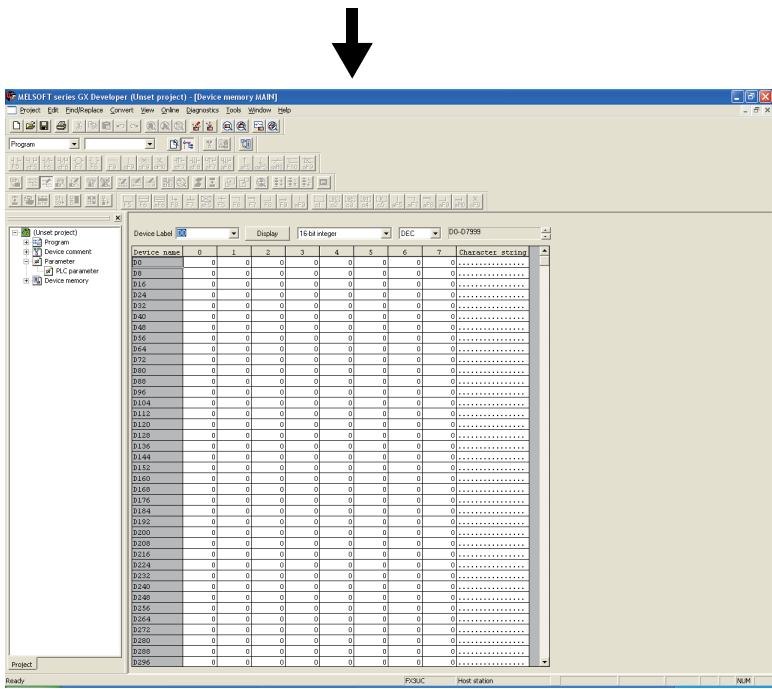 MELSOFT series GX Developer (Unset project) - [Device memory MAIN]
Project Edit Find/Replace Convert View Online Diagnostics Tools Window Help
Program
(Unset project)
Program
Device comment
Parameter
PLC parameter
Device memory
Project
Device Label D0 Display 16-bit integer DEC D0-D7999
Device name 0 1 2 3 4 5 6 7 Character string
D0 0 0 0 0 0 0 0 0 ................
D8 0 0 0 0 0 0 0 0 ................
D16 0 0 0 0 0 0 0 0 ................
D24 0 0 0 0 0 0 0 0 ................
D32 0 0 0 0 0 0 0 0 ................
D40 0 0 0 0 0 0 0 0 ................
D48 0 0 0 0 0 0 0 0 ................
D56 0 0 0 0 0 0 0 0 ................
D64 0 0 0 0 0 0 0 0 ................
D72 0 0 0 0 0 0 0 0 ................
D80 0 0 0 0 0 0 0 0 ................
D88 0 0 0 0 0 0 0 0 ................
D96 0 0 0 0 0 0 0 0 ................
D104 0 0 0 0 0 0 0 0 ................
D112 0 0 0 0 0 0 0 0 ................
D120 0 0 0 0 0 0 0 0 ................
D128 0 0 0 0 0 0 0 0 ................
D136 0 0 0 0 0 0 0 0 ................
D144 0 0 0 0 0 0 0 0 ................
D152 0 0 0 0 0 0 0 0 ................
D160 0 0 0 0 0 0 0 0 ................
D168 0 0 0 0 0 0 0 0 ................
D176 0 0 0 0 0 0 0 0 ................
D184 0 0 0 0 0 0 0 0 ................
D192 0 0 0 0 0 0 0 0 ................
D200 0 0 0 0 0 0 0 0 ................
D208 0 0 0 0 0 0 0 0 ................
D216 0 0 0 0 0 0 0 0 ................
D224 0 0 0 0 0 0 0 0 ................
D232 0 0 0 0 0 0 0 0 ................
D240 0 0 0 0 0 0 0 0 ................
D248 0 0 0 0 0 0 0 0 ................
D256 0 0 0 0 0 0 0 0 ................
D264 0 0 0 0 0 0 0 0 ................
D272 0 0 0 0 0 0 0 0 ................
D280 0 0 0 0 0 0 0 0 ................
D288 0 0 0 0 0 0 0 0 ................
D296 0 0 0 0 0 0 0 0 ................
Ready FX3UC Host station NUM